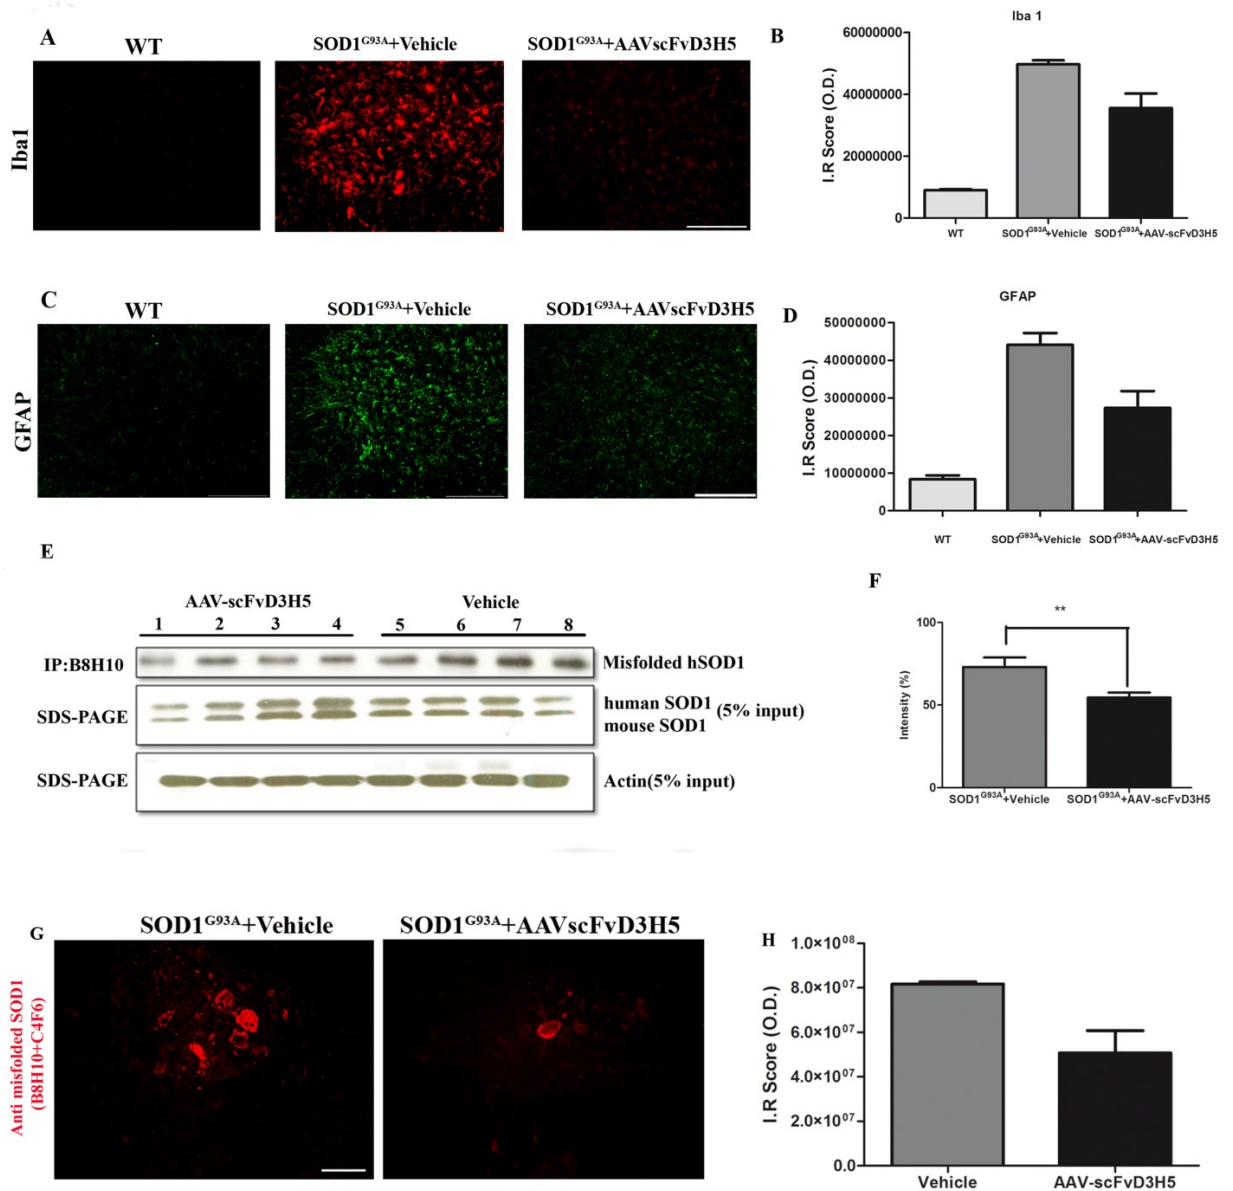 A
WT
SOD1G93A+Vehicle
SOD1G93A+AAVscFvD3H5
Iba1
B
Iba 1
I.R Score (O.D.)
60000000
40000000
20000000
0
WT
SOD1G93A+Vehicle
SOD1G93A+AAV-scFvD3H5
C
WT
SOD1G93A+Vehicle
SOD1G93A+AAVscFvD3H5
GFAP
D
GFAP
I.R Score (O.D.)
50000000
40000000
30000000
20000000
10000000
0
WT
SOD1G93A+Vehicle
SOD1G93A+AAV-scFvD3H5
E
AAV-scFvD3H5 Vehicle
1 2 3 4 5 6 7 8
IP:B8H10
Misfolded hSOD1
SDS-PAGE
human SOD1
mouse SOD1
(5% input)
SDS-PAGE
Actin(5% input)
F
**
Intensity (%)
100
50
0
SOD1G93A+Vehicle
SOD1G93A+AAV-scFvD3H5
G
SOD1G93A+Vehicle
SOD1G93A+AAVscFvD3H5
Anti misfolded SOD1
(B8H10+C4F6)
H
I.R Score (O.D.)
1.0×1008
8.0×1007
6.0×1007
4.0×1007
2.0×1007
0.0
Vehicle
AAV-scFvD3H5